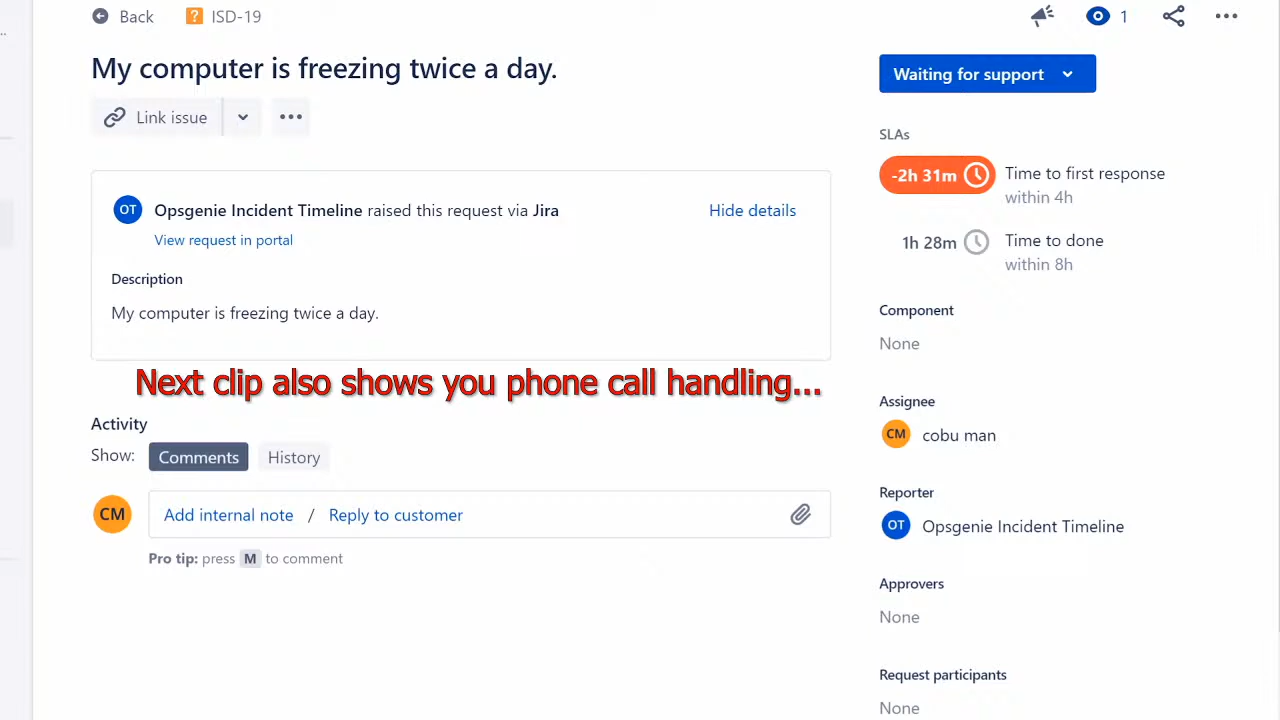 Back
ISD-19
1
My computer is freezing twice a day.
Link issue
Waiting for support
SLAs
-2h 31m
Time to first response
within 4h
OT
Opsgenie Incident Timeline raised this request via Jira
Hide details
View request in portal
1h 28m
Time to done
within 8h
Description
My computer is freezing twice a day.
Component
None
Next clip also shows you phone call handling...
Activity
Show:
Comments
History
Assignee
CM
cobu man
CM
Add internal note / Reply to customer
Pro tip: press M to comment
Reporter
OT
Opsgenie Incident Timeline
Approvers
None
Request participants
None